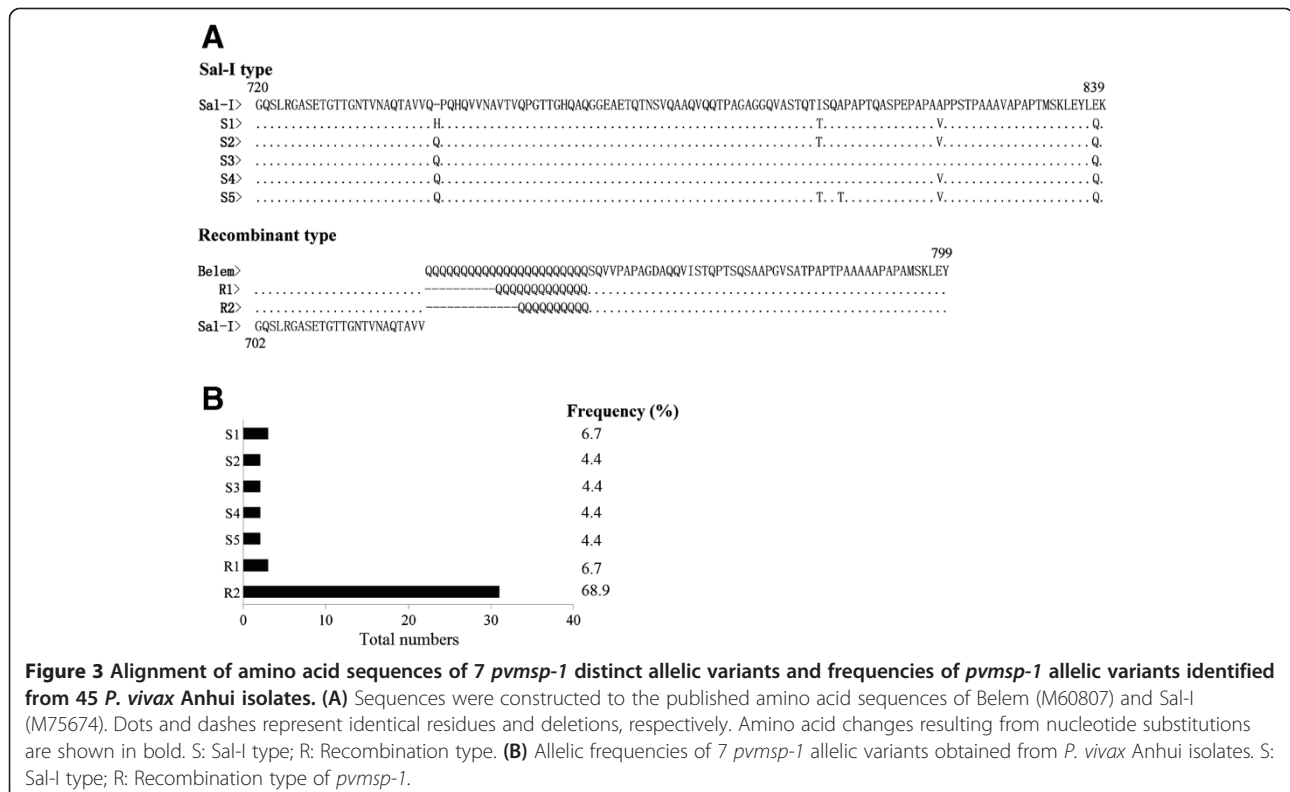 A
Sal-I type
720 839
Sal-I> GQSLRGASETGTTGNTVNAQTAVVQ-PQHQVVNAVTVQPGTTGHQAQGGEAETQTNSVQAAQVQQTPAGAGGQVASTQTISQAPAPTQASPEPAPAAPPSTPAAAVAPAPTMSKLEYLEK
S1> .........................H.....................................................T................V.....................Q.
S2> .........................Q.....................................................T................V.....................Q.
S3> .........................Q............................................................................................Q.
S4> .........................Q......................................................................V.....................Q.
S5> .........................Q.....................................................T..T.............V.....................Q.
Recombinant type
799
Belem> QQQQQQQQQQQQQQQQQQQQQQQSQVVPAPAGDAQQVISTQPTSQSAAPGVSATPAPTPAAAAAPAPAMSKLEY
R1> ........................----------QQQQQQQQQQQQQ...................................................
R2> ........................-------------QQQQQQQQQQ...................................................
Sal-I> GQSLRGASETGTTGNTVNAQTAVV
702
B
Frequency (%)
S1 6.7
S2 4.4
S3 4.4
S4 4.4
S5 4.4
R1 6.7
R2 68.9
0 10 20 30 40
Total numbers
Figure 3 Alignment of amino acid sequences of 7 pvmsp-1 distinct allelic variants and frequencies of pvmsp-1 allelic variants identified
from 45 P. vivax Anhui isolates. (A) Sequences were constructed to the published amino acid sequences of Belem (M60807) and Sal-I
(M75674). Dots and dashes represent identical residues and deletions, respectively. Amino acid changes resulting from nucleotide substitutions
are shown in bold. S: Sal-I type; R: Recombination type. (B) Allelic frequencies of 7 pvmsp-1 allelic variants obtained from P. vivax Anhui isolates. S:
Sal-I type; R: Recombination type of pvmsp-1.